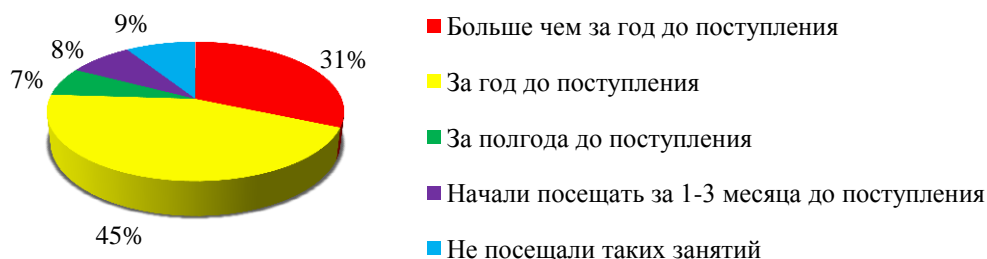 9%
8%
7%
31%
45%
Больше чем за год до поступления
За год до поступления
За полгода до поступления
Начали посещать за 1-3 месяца до поступления
Не посещали таких занятий